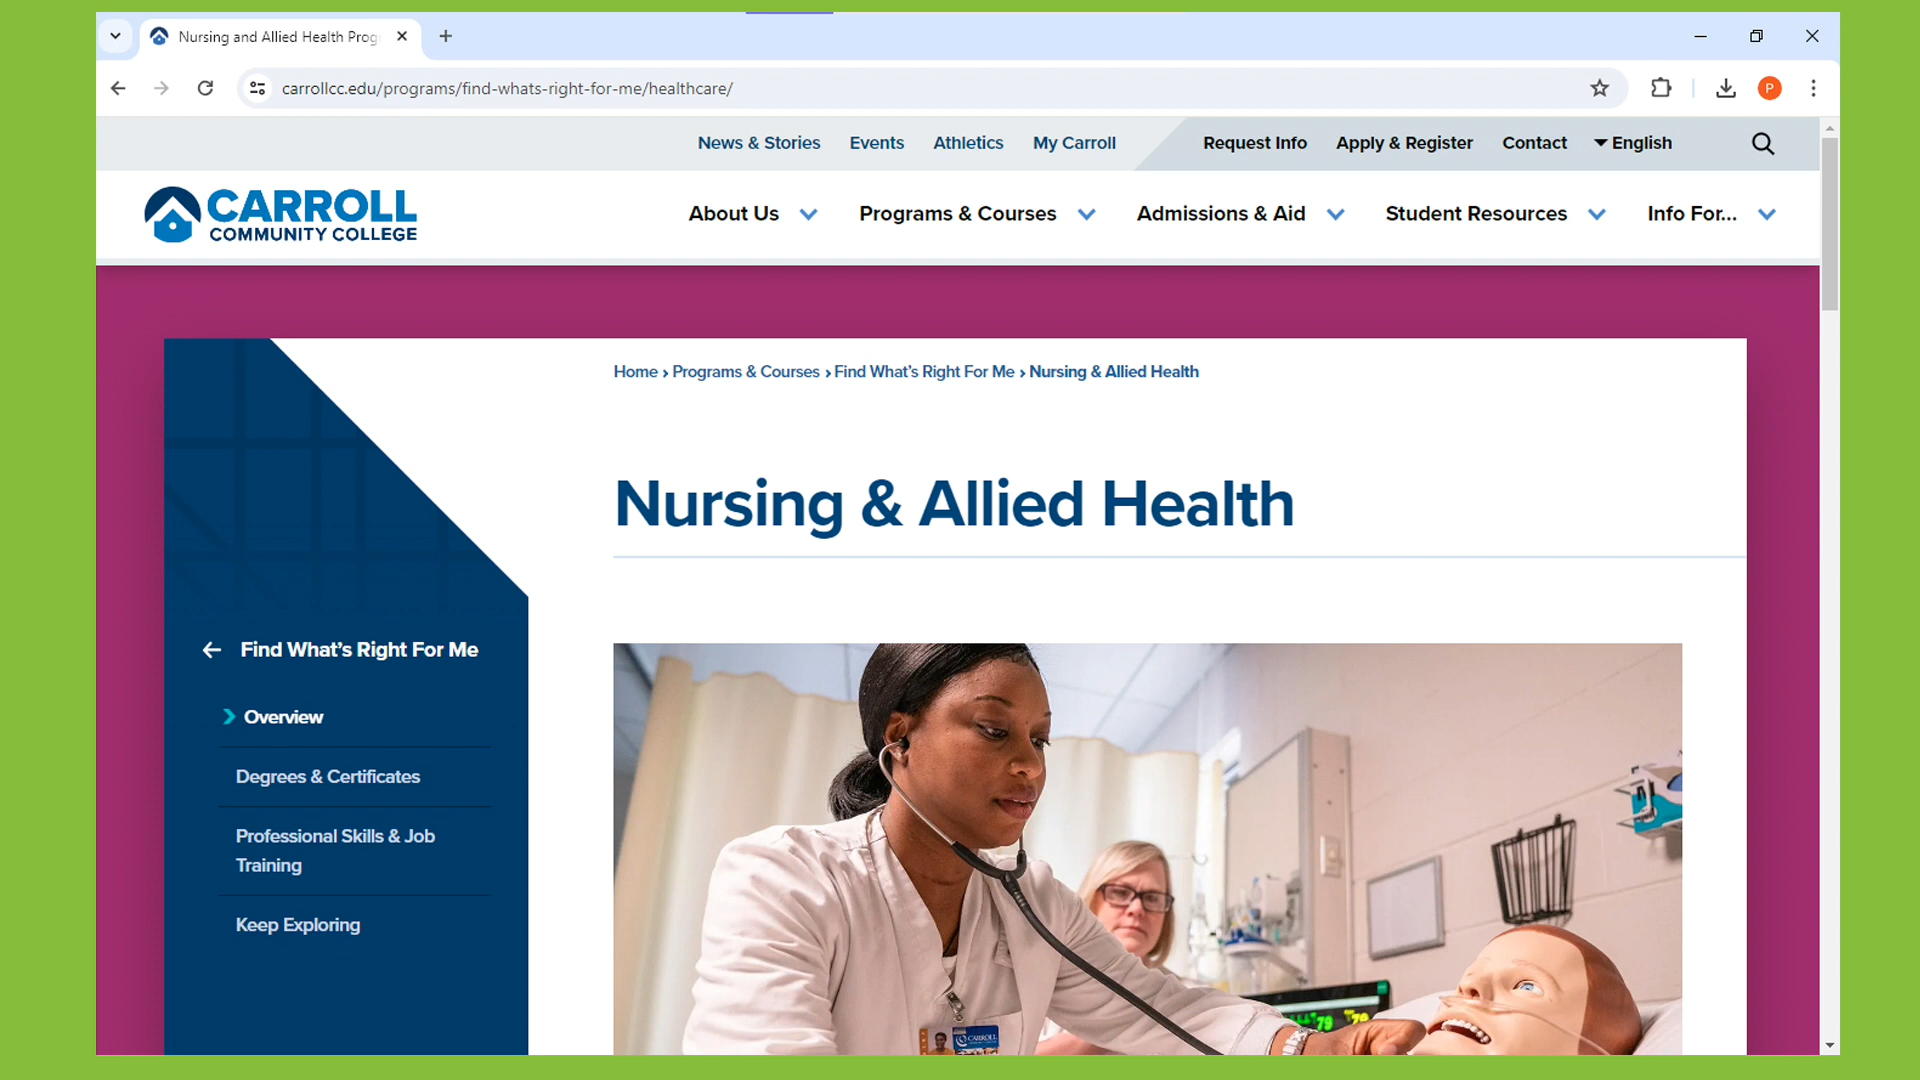 Nursing and Allied Health Prog
carrollcc.edu/programs/find-whats-right-for-me/healthcare/
P
News & Stories Events Athletics My Carroll Request Info Apply & Register Contact English
CARROLL
COMMUNITY COLLEGE
About Us Programs & Courses Admissions & Aid Student Resources Info For...
Home › Programs & Courses › Find What's Right For Me › Nursing & Allied Health
Nursing & Allied Health
Find What's Right For Me
Overview
Degrees & Certificates
Professional Skills & Job
Training
Keep Exploring
79
79
CARROLL